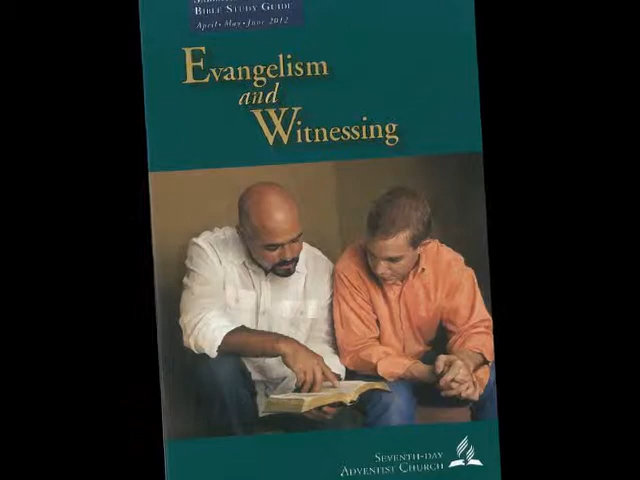 Bible Study Guide
April • May • June 2012
Evangelism
and
Witnessing
Seventh-day
Adventist Church